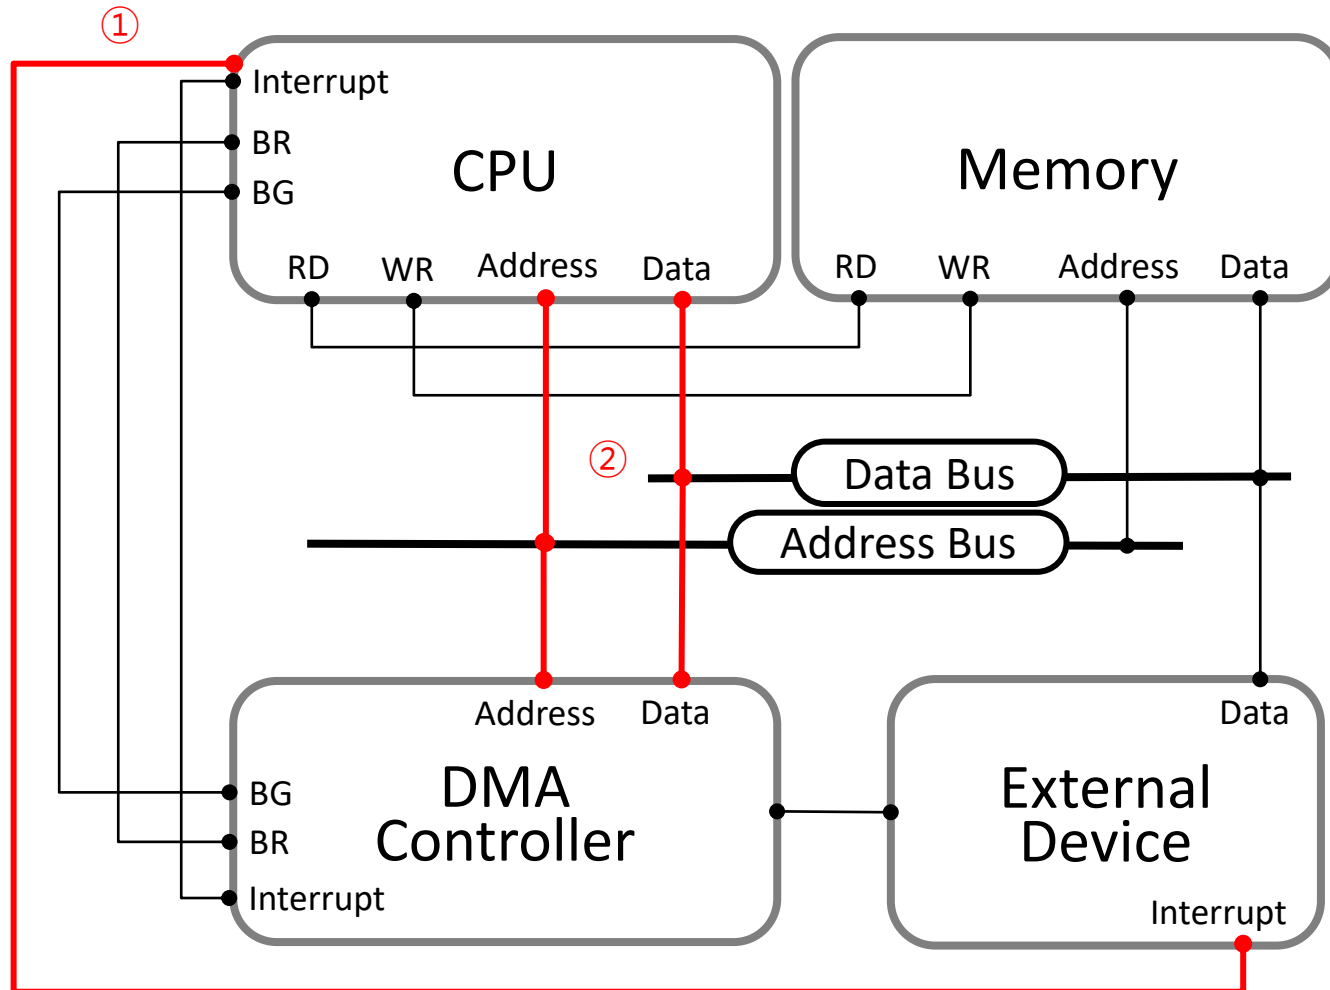 ①
Interrupt
BR
BG
CPU
RD WR Address Data
Memory
RD WR Address Data
②
Data Bus
Address Bus
Address Data
DMA
Controller
BG
BR
Interrupt
Data
External
Device
Interrupt